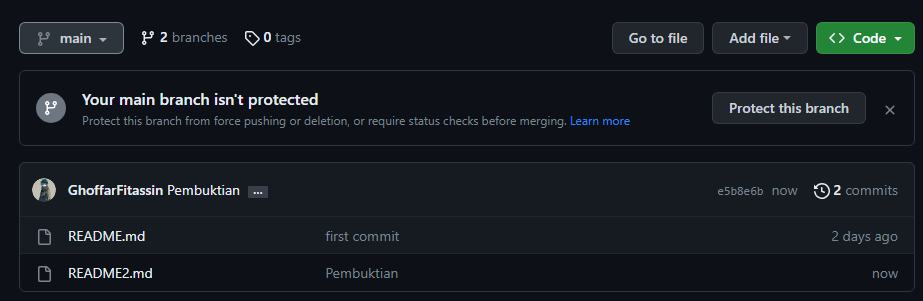 main 2 branches 0 tags Go to file Add file Code
Your main branch isn't protected
Protect this branch from force pushing or deletion, or require status checks before merging. Learn more
Protect this branch
GhoffarFitassin Pembuktian ... e5b8e6b now 2 commits
README.md first commit 2 days ago
README2.md Pembuktian now